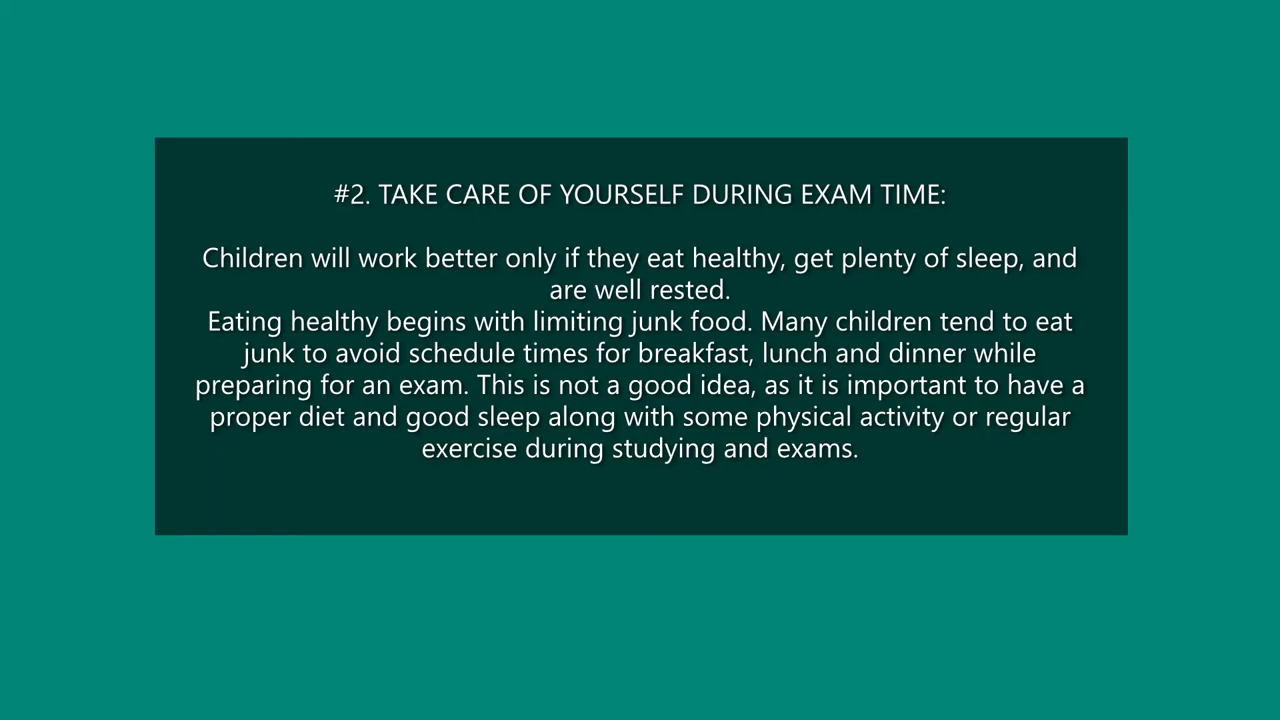 #2. TAKE CARE OF YOURSELF DURING EXAM TIME:
Children will work better only if they eat healthy, get plenty of sleep, and
are well rested.
Eating healthy begins with limiting junk food. Many children tend to eat
junk to avoid schedule times for breakfast, lunch and dinner while
preparing for an exam. This is not a good idea, as it is important to have a
proper diet and good sleep along with some physical activity or regular
exercise during studying and exams.